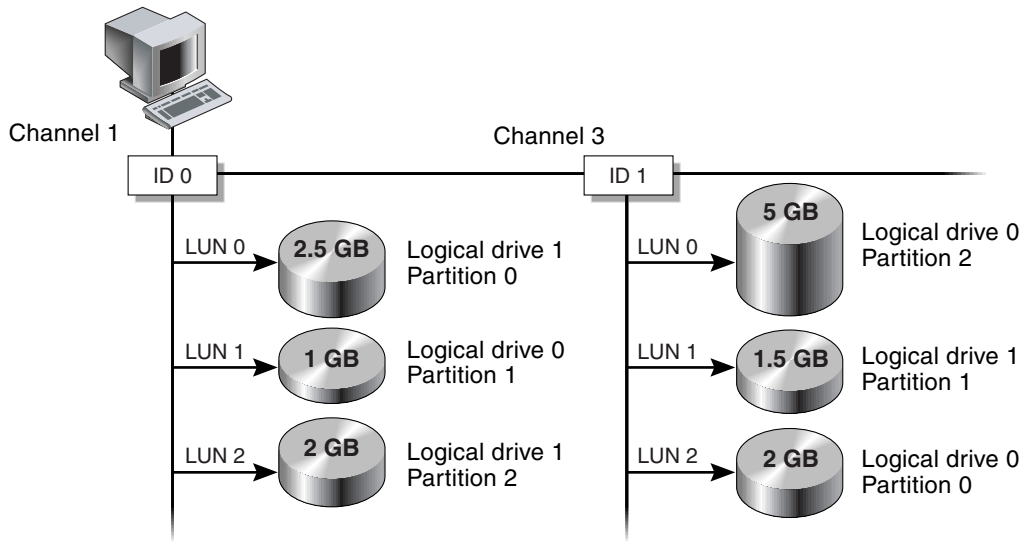 Channel 1
Channel 3
ID 0
ID 1
LUN 0
2.5 GB
Logical drive 1
Partition 0
LUN 1
1 GB
Logical drive 0
Partition 1
LUN 2
2 GB
Logical drive 1
Partition 2
LUN 0
5 GB
Logical drive 0
Partition 2
LUN 1
1.5 GB
Logical drive 1
Partition 1
LUN 2
2 GB
Logical drive 0
Partition 0